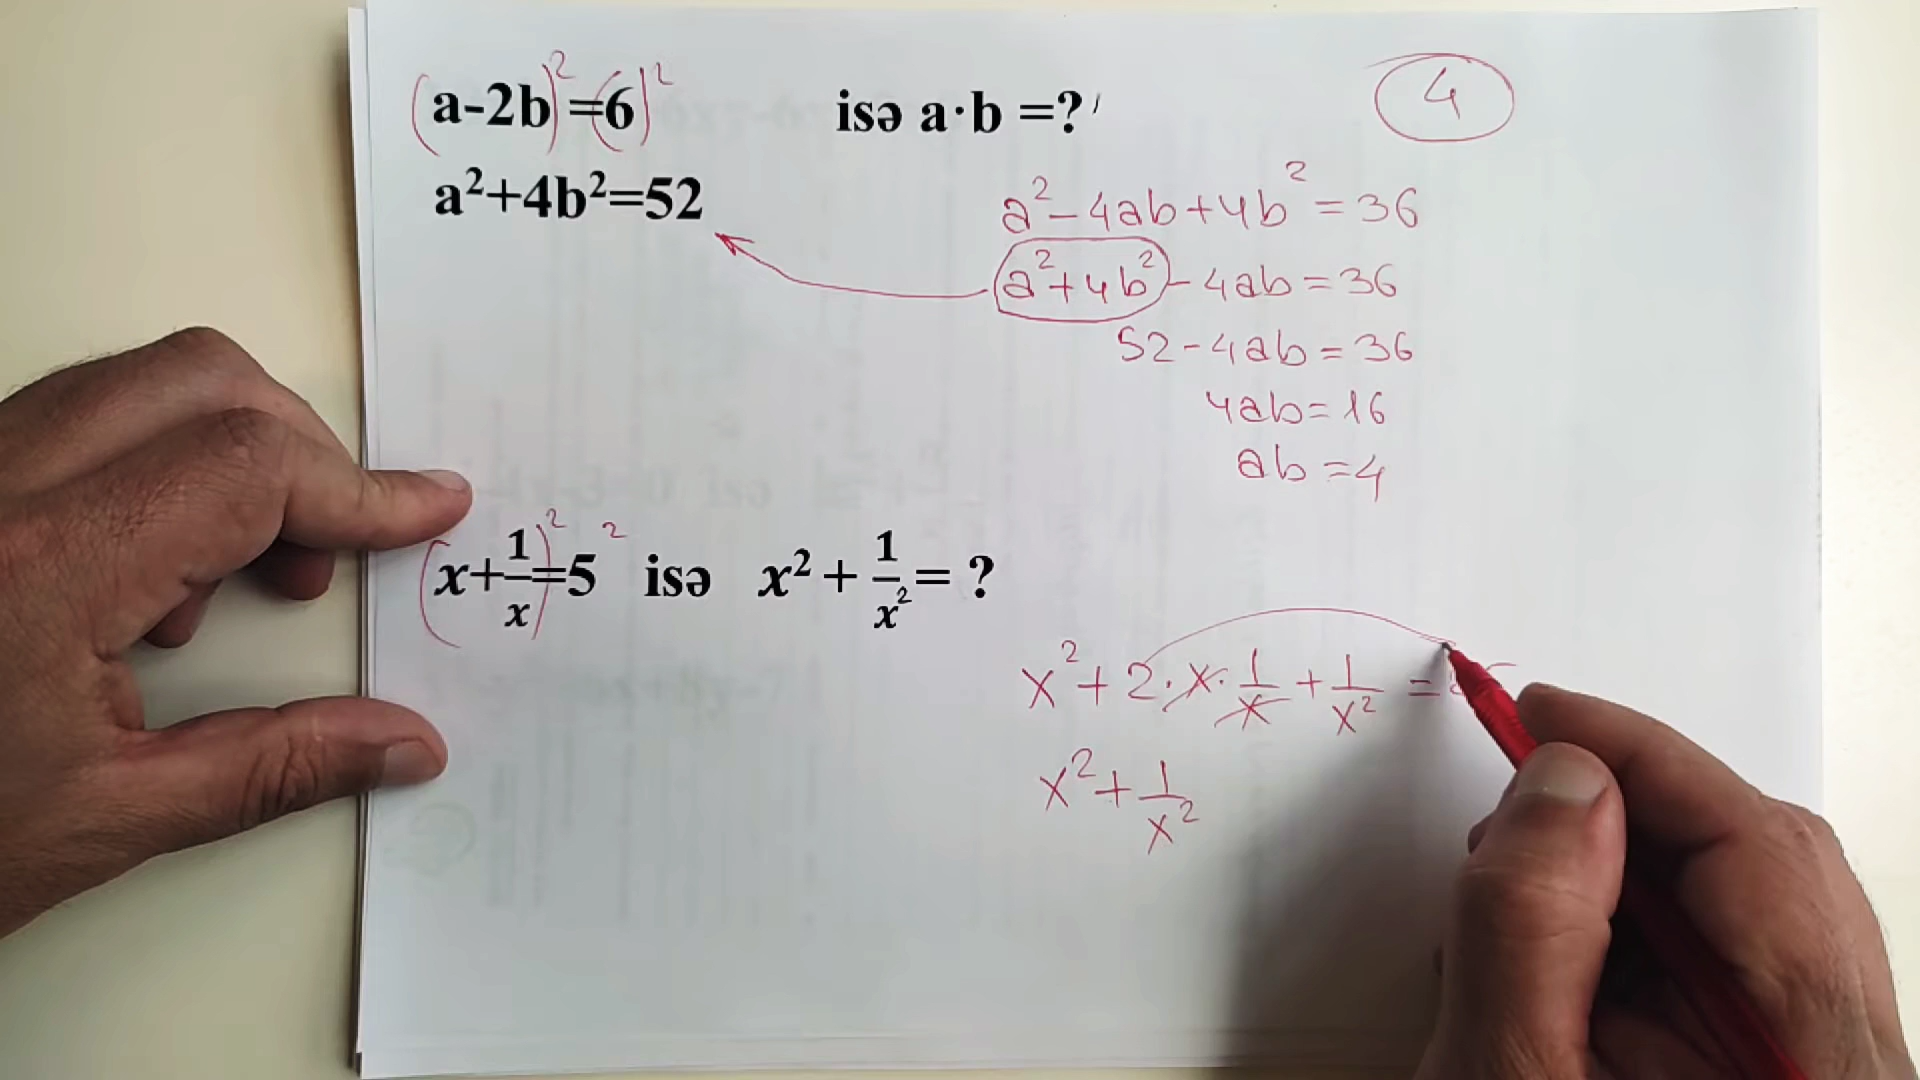 (a-2b)²=(6)² isə a·b =?
a²+4b²=52
4
a²-4ab+4b²=36
a²+4b²-4ab=36
52-4ab=36
4ab=16
ab=4
(x+1/x)²=5² isə x²+1/x²=?
x²+2·x·1/x+1/x²=
x²+1/x²